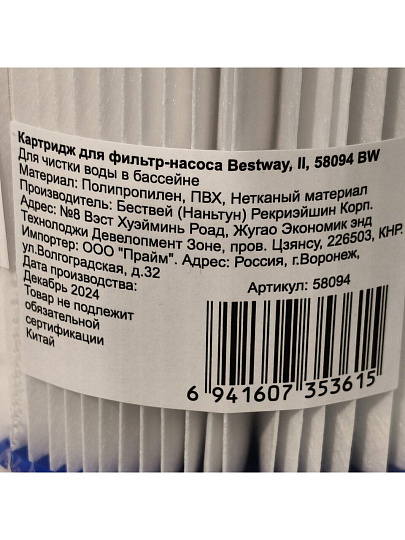 Картридж для фильтр-насоса Bestway, II, 58094 BW
Для чистки воды в бассейне
Материал: Полипропилен, ПВХ, Нетканый материал
Производитель: Бествей (Наньтун) Рекриэйшин Корп.
Адрес: №8 Вэст Хуэйминь Роад, Жугао Экономик энд
Технолоджи Девелопмент Зоне, пров. Цзянсу, 226503, КНР.
Импортер: ООО "Прайм". Адрес: Россия, г.Воронеж,
ул.Волгоградская, д.32
Дата производства:
Декабрь 2024
Товар не подлежит
обязательной
сертификации
Китай
Артикул: 58094
6 941607 353615